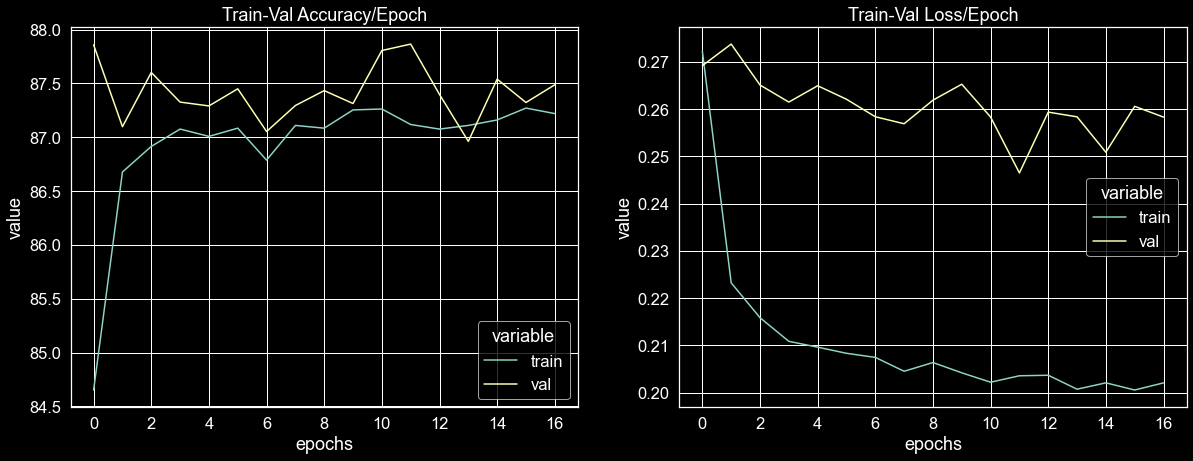 Train-Val Accuracy/Epoch
88.0
87.5
87.0
86.5
86.0
85.5
85.0
84.5
value
variable
train
val
0 2 4 6 8 10 12 14 16
epochs
Train-Val Loss/Epoch
0.27
0.26
0.25
0.24
0.23
0.22
0.21
0.20
value
variable
train
val
0 2 4 6 8 10 12 14 16
epochs